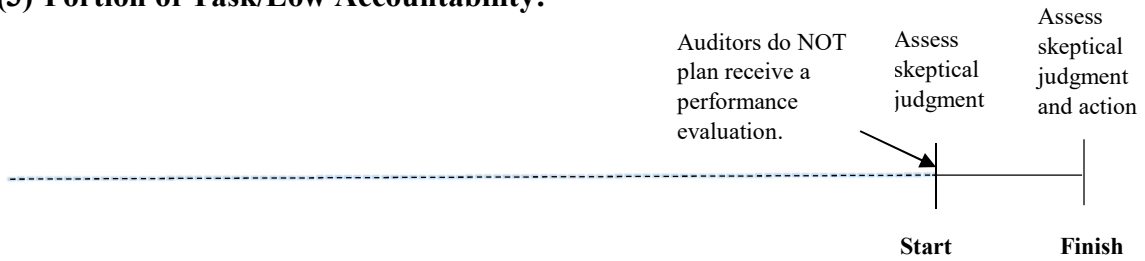 Portion of Task/Low Accountability:
Auditors do NOT
plan receive a
performance
evaluation.
Assess
skeptical
judgment
Assess
skeptical
judgment
and action
Start
Finish